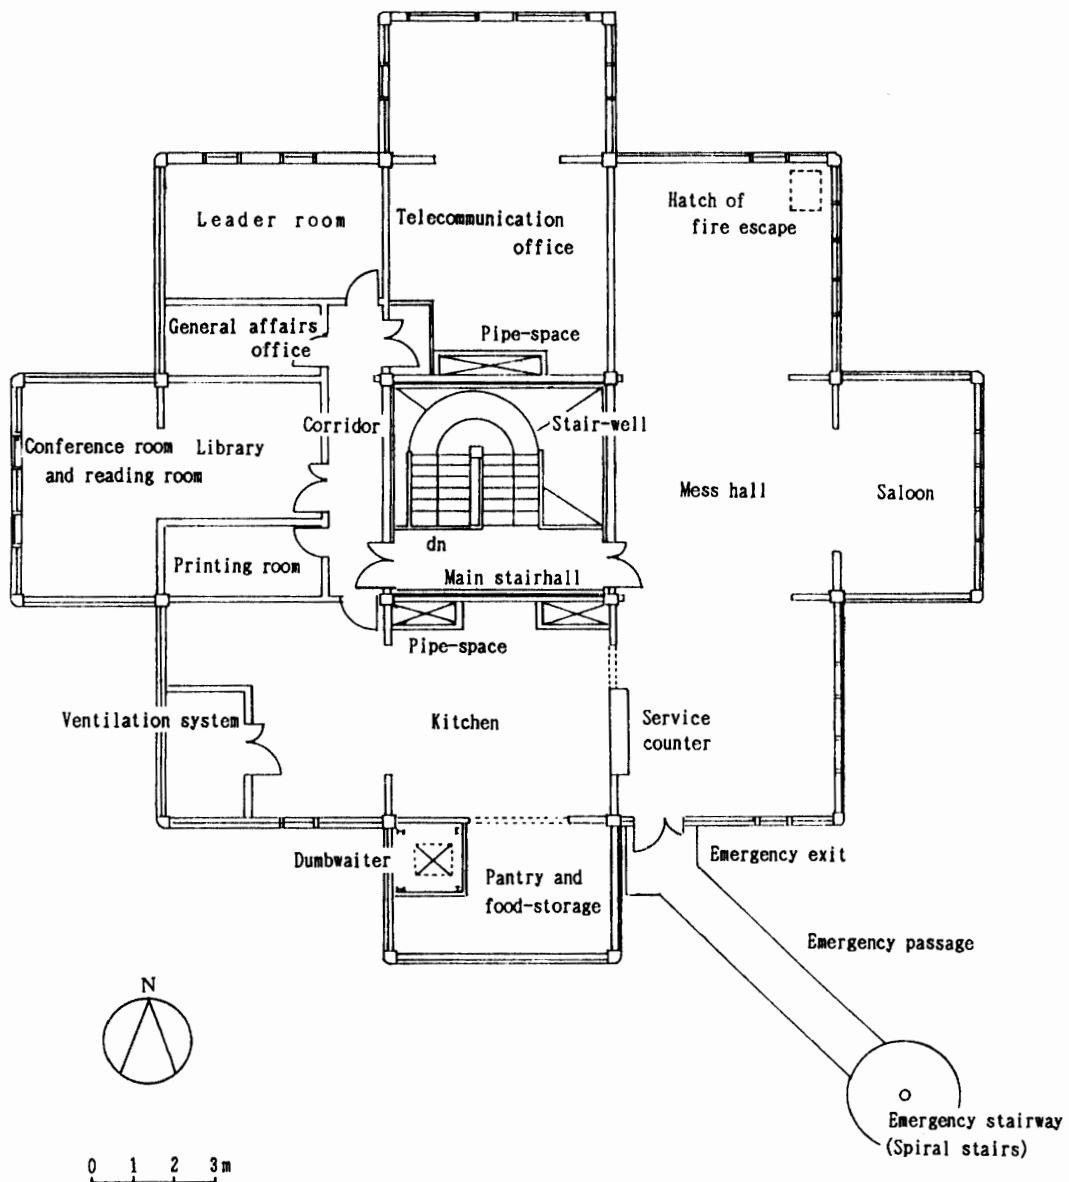 Leader room
Telecommunication
office
Hatch of
fire escape
General affairs
office
Pipe-space
Corridor
Stair-well
Conference room Library
and reading room
Mess hall
Saloon
dn
Printing room
Main stairhall
Pipe-space
Ventilation system
Kitchen
Service
counter
Dumbwaiter
Pantry and
food-storage
Emergency exit
Emergency passage
N
Emergency stairway
(Spiral stairs)
0 1 2 3m